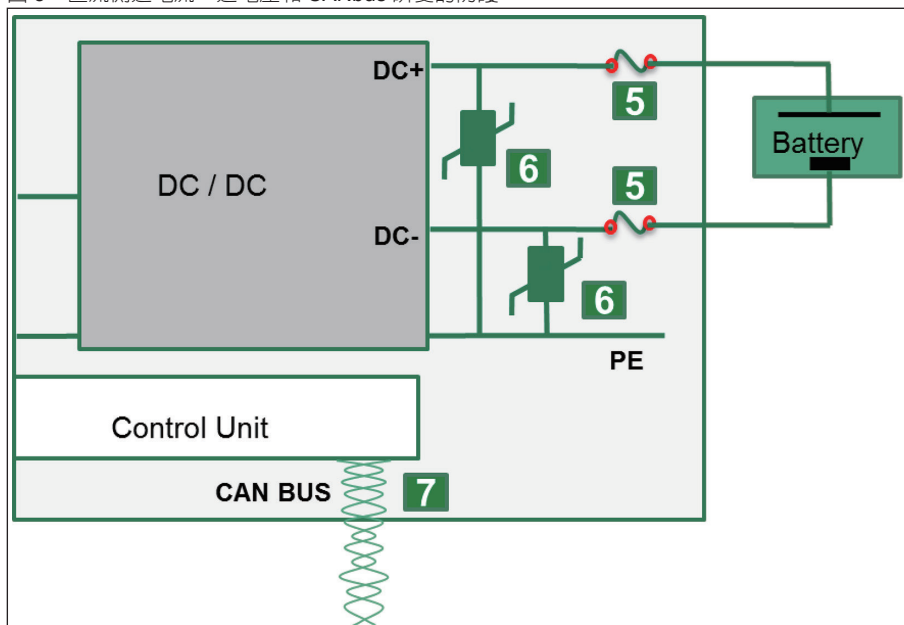 DC+
5
Battery
6
DC / DC
5
DC-
6
PE
Control Unit
CAN BUS 7